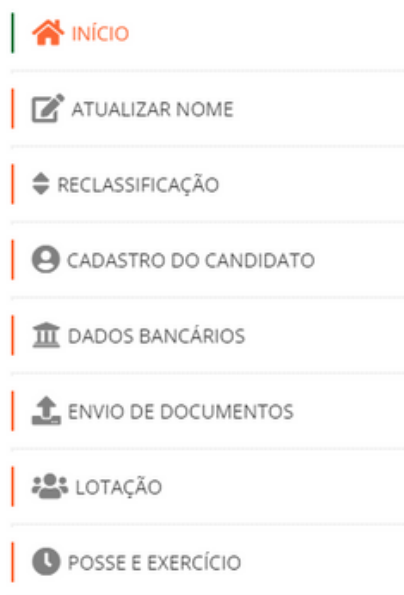 INÍCIO
ATUALIZAR NOME
RECLASSIFICAÇÃO
CADASTRO DO CANDIDATO
DADOS BANCÁRIOS
ENVIO DE DOCUMENTOS
LOTAÇÃO
POSSE E EXERCÍCIO